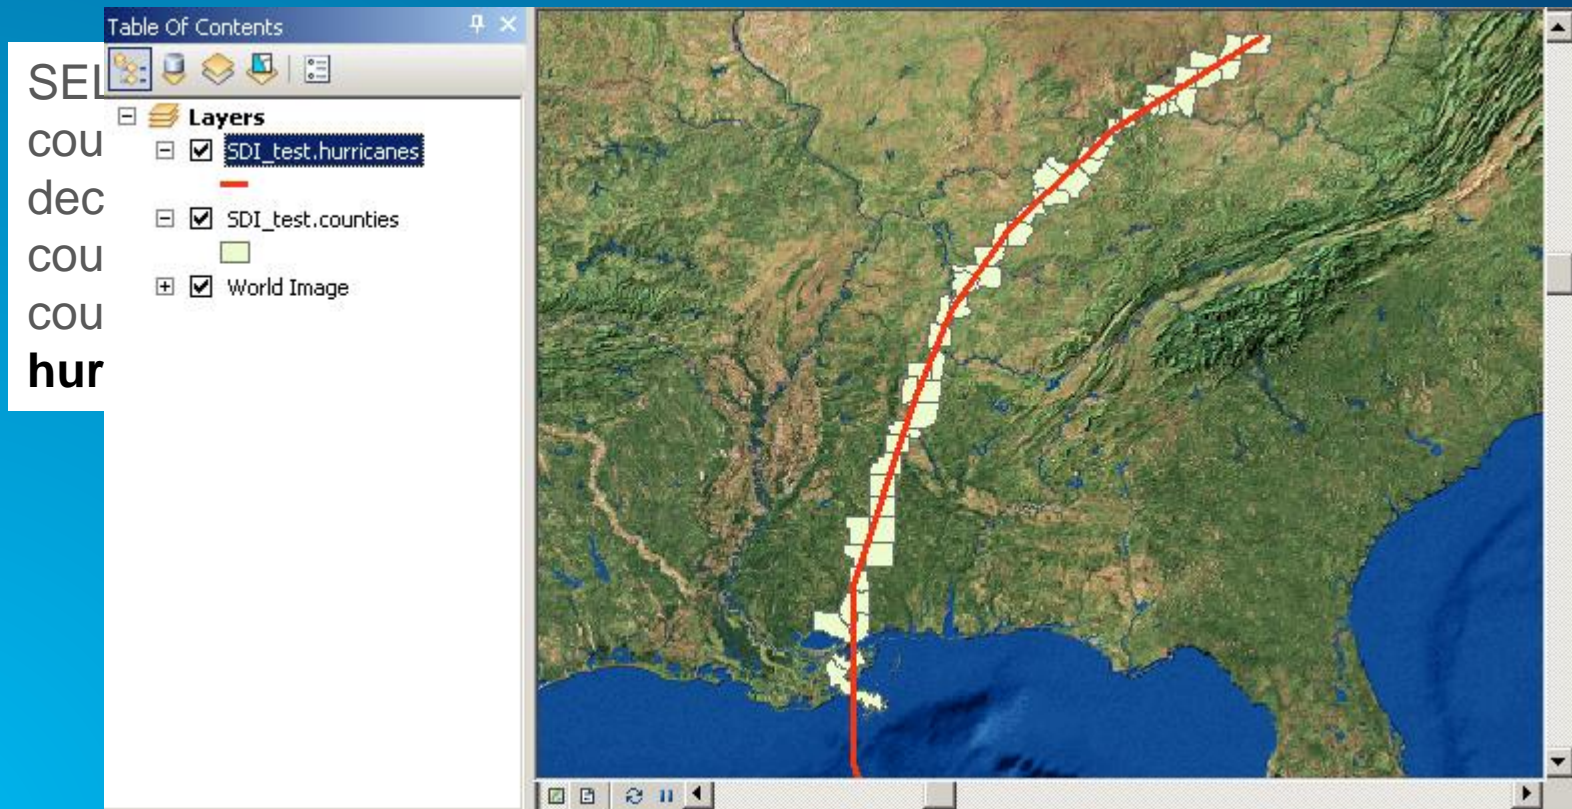 Table Of Contents
SEL
cou
dec
cou
cou
hur
Layers
SDI_test.hurricanes
SDI_test.counties
World Image